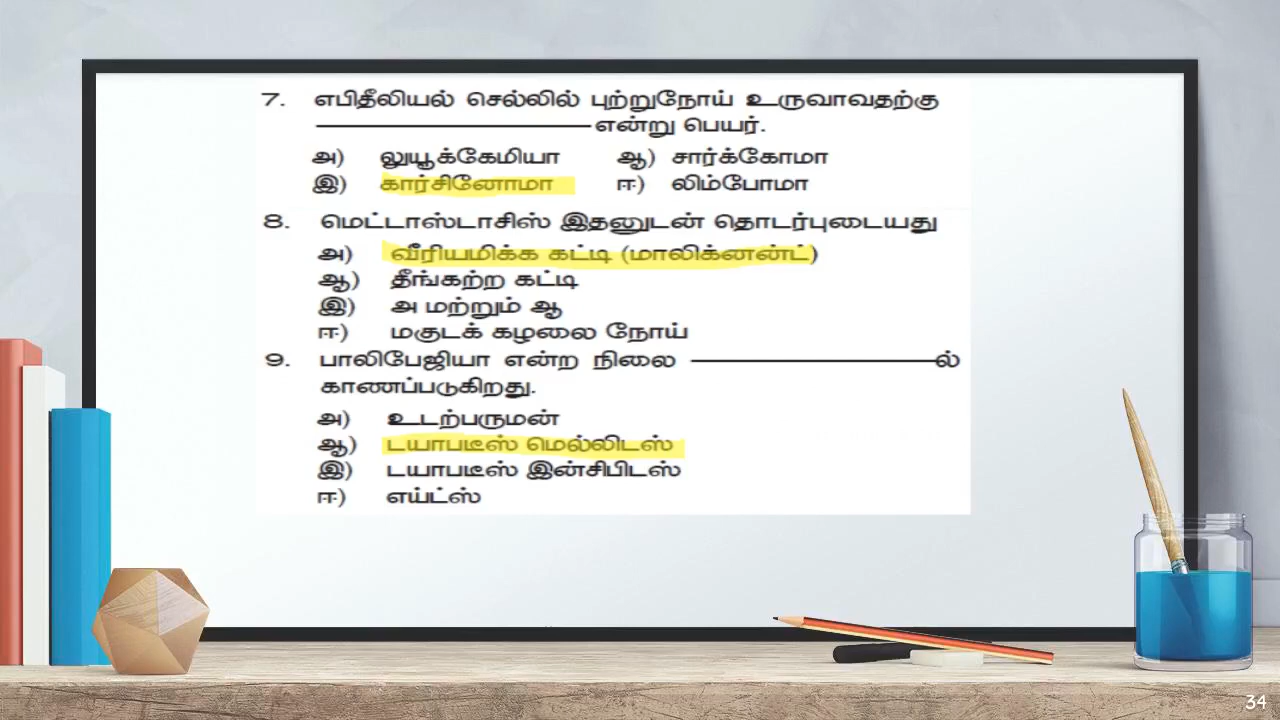 7. எபிதீலியல் செல்லில் புற்றுநோய் உருவாவதற்கு
____________________ என்று பெயர்.
அ) லுயூக்கேமியா ஆ) சார்க்கோமா
இ) கார்சினோமா ஈ) லிம்போமா
8. மெட்டாஸ்டாசிஸ் இதனுடன் தொடர்புடையது
அ) வீரியமிக்க கட்டி (மாலிக்னன்ட்)
ஆ) தீங்கற்ற கட்டி
இ) அ மற்றும் ஆ
ஈ) மகுடக் கழலை நோய்
9. பாலிபேஜியா என்ற நிலை ____________________ல்
காணப்படுகிறது.
அ) உடற்பருமன்
ஆ) டயாபடீஸ் மெல்லிடஸ்
இ) டயாபடீஸ் இன்சிபிடஸ்
ஈ) எய்ட்ஸ்
34